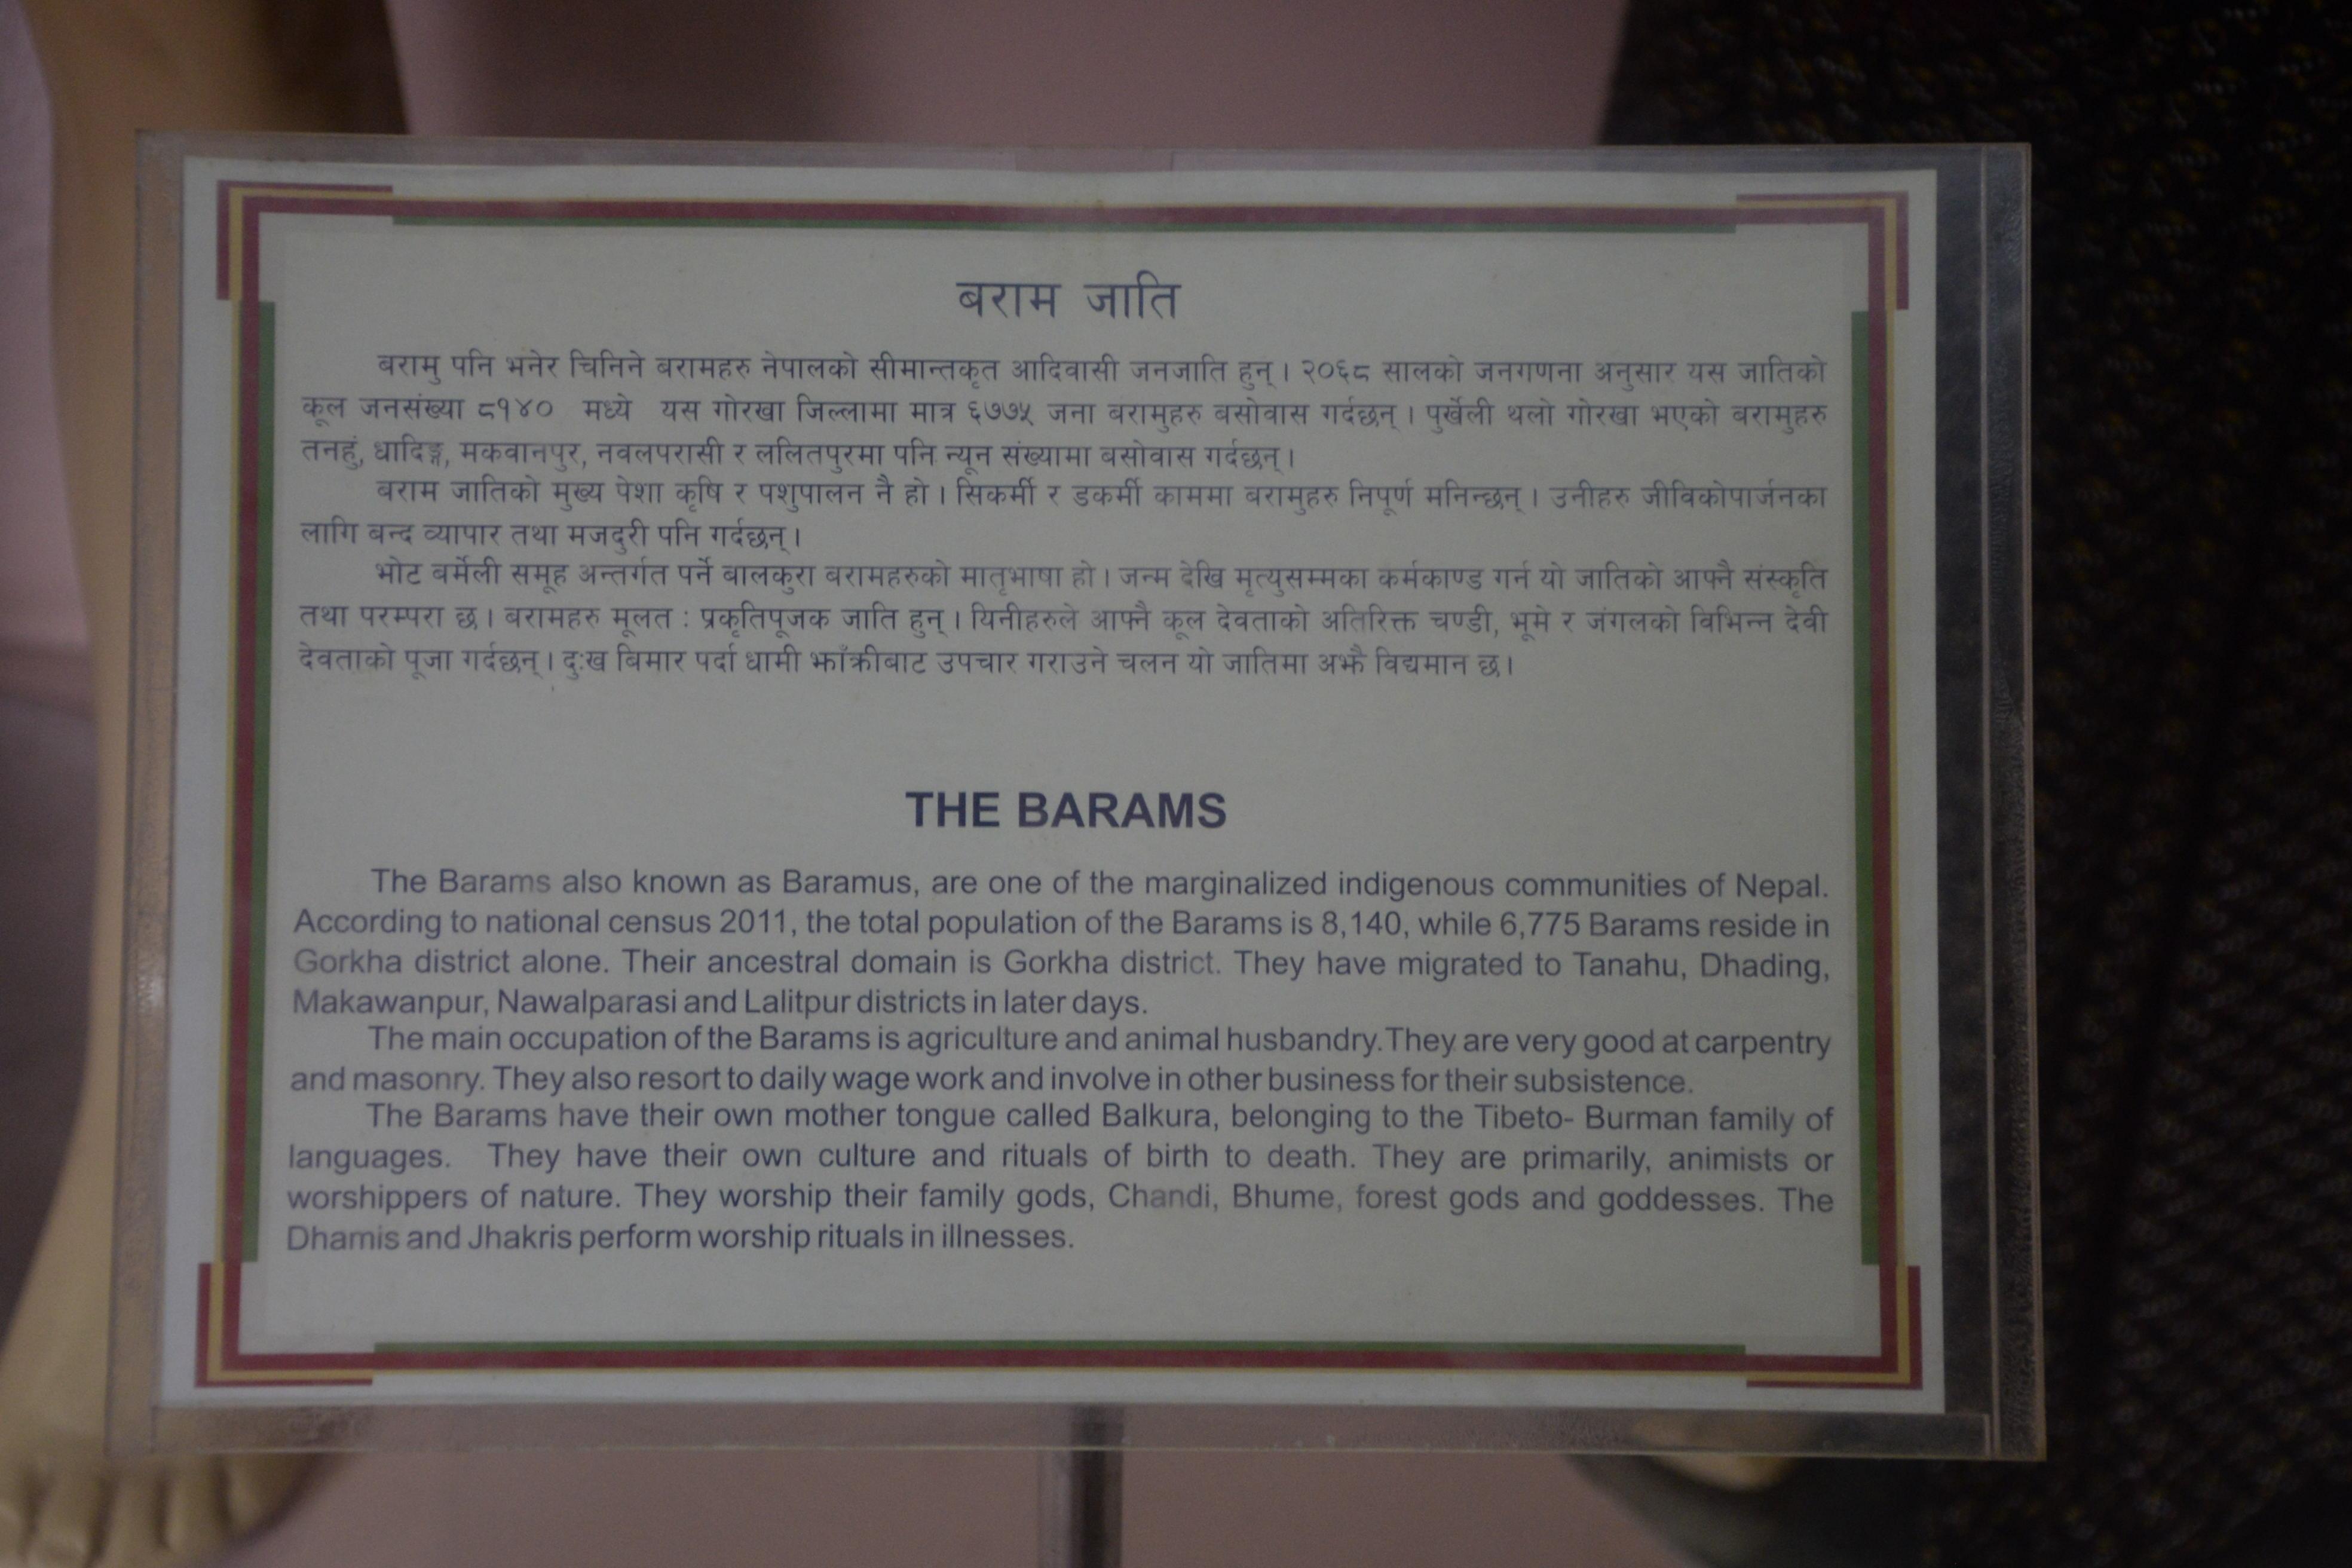 बराम जाति
बरामु पनि भनेर चिनिने बरामहरु नेपालको सीमान्तकृत आदिवासी जनजाति हुन् । २०६८ सालको जनगणना अनुसार यस जातिको
कूल जनसंख्या ८१४० मध्ये यस गोरखा जिल्लामा मात्र ६७७५ जना बरामुहरु बसोवास गर्दछन् । पुर्खेली थलो गोरखा भएको बरामुहरु
तनहुं, धादिङ्ग, मकवानपुर, नवलपरासी र ललितपुरमा पनि न्यून संख्यामा बसोवास गर्दछन् ।
बराम जातिको मुख्य पेशा कृषि र पशुपालन नै हो । सिकर्मी र डकर्मी काममा बरामुहरु निपूर्ण मनिन्छन् । उनीहरु जीविकोपार्जनका
लागि बन्द व्यापार तथा मजदुरी पनि गर्दछन् ।
भोट बर्मेली समूह अन्तर्गत पर्ने बालकुरा बरामहरुको मातृभाषा हो । जन्म देखि मृत्युसम्मका कर्मकाण्ड गर्न यो जातिको आफ्नै संस्कृति
तथा परम्परा छ । बरामहरु मूलत : प्रकृतिपूजक जाति हुन् । यिनीहरुले आफ्नै कूल देवताको अतिरिक्त चण्डी, भूमे र जंगलको विभिन्न देवी
देवताको पूजा गर्दछन् । दुःख बिमार पर्दा धामी झाँक्रीबाट उपचार गराउने चलन यो जातिमा अझै विद्यमान छ ।
THE BARAMS
The Barams also known as Baramus, are one of the marginalized indigenous communities of Nepal.
According to national census 2011, the total population of the Barams is 8,140, while 6,775 Barams reside in
Gorkha district alone. Their ancestral domain is Gorkha district. They have migrated to Tanahu, Dhading,
Makawanpur, Nawalparasi and Lalitpur districts in later days.
The main occupation of the Barams is agriculture and animal husbandry.They are very good at carpentry
and masonry. They also resort to daily wage work and involve in other business for their subsistence.
The Barams have their own mother tongue called Balkura, belonging to the Tibeto- Burman family of
languages. They have their own culture and rituals of birth to death. They are primarily, animists or
worshippers of nature. They worship their family gods, Chandi, Bhume, forest gods and goddesses. The
Dhamis and Jhakris perform worship rituals in illnesses.